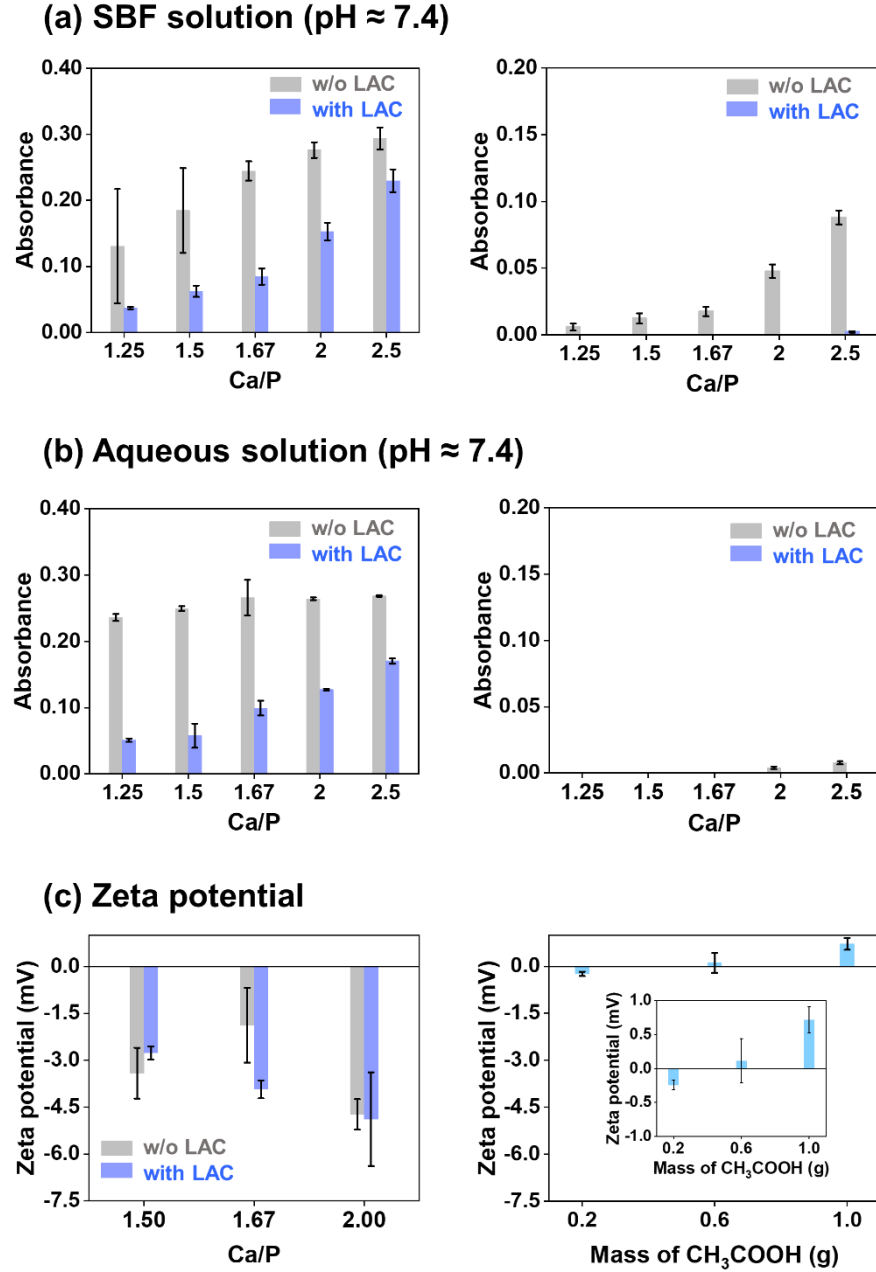 (a) SBF solution (pH ≈ 7.4)
0.40
0.30
0.20
0.10
0.00
Absorbance
w/o LAC
with LAC
1.25 1.5 1.67 2 2.5
Ca/P
0.20
0.15
0.10
0.05
0.00
Absorbance
w/o LAC
with LAC
1.25 1.5 1.67 2 2.5
Ca/P
(b) Aqueous solution (pH ≈ 7.4)
0.40
0.30
0.20
0.10
0.00
Absorbance
w/o LAC
with LAC
1.25 1.5 1.67 2 2.5
Ca/P
0.20
0.15
0.10
0.05
0.00
Absorbance
w/o LAC
with LAC
1.25 1.5 1.67 2 2.5
Ca/P
(c) Zeta potential
0.0
-1.5
-3.0
-4.5
-6.0
-7.5
Zeta potential (mV)
w/o LAC
with LAC
1.50 1.67 2.00
Ca/P
0.0
-1.5
-3.0
-4.5
-6.0
-7.5
Zeta potential (mV)
1.0
0.5
0.0
-0.5
-1.0
Zeta potential (mV)
0.2 0.6 1.0
Mass of CH₃COOH (g)
0.2 0.6 1.0
Mass of CH₃COOH (g)